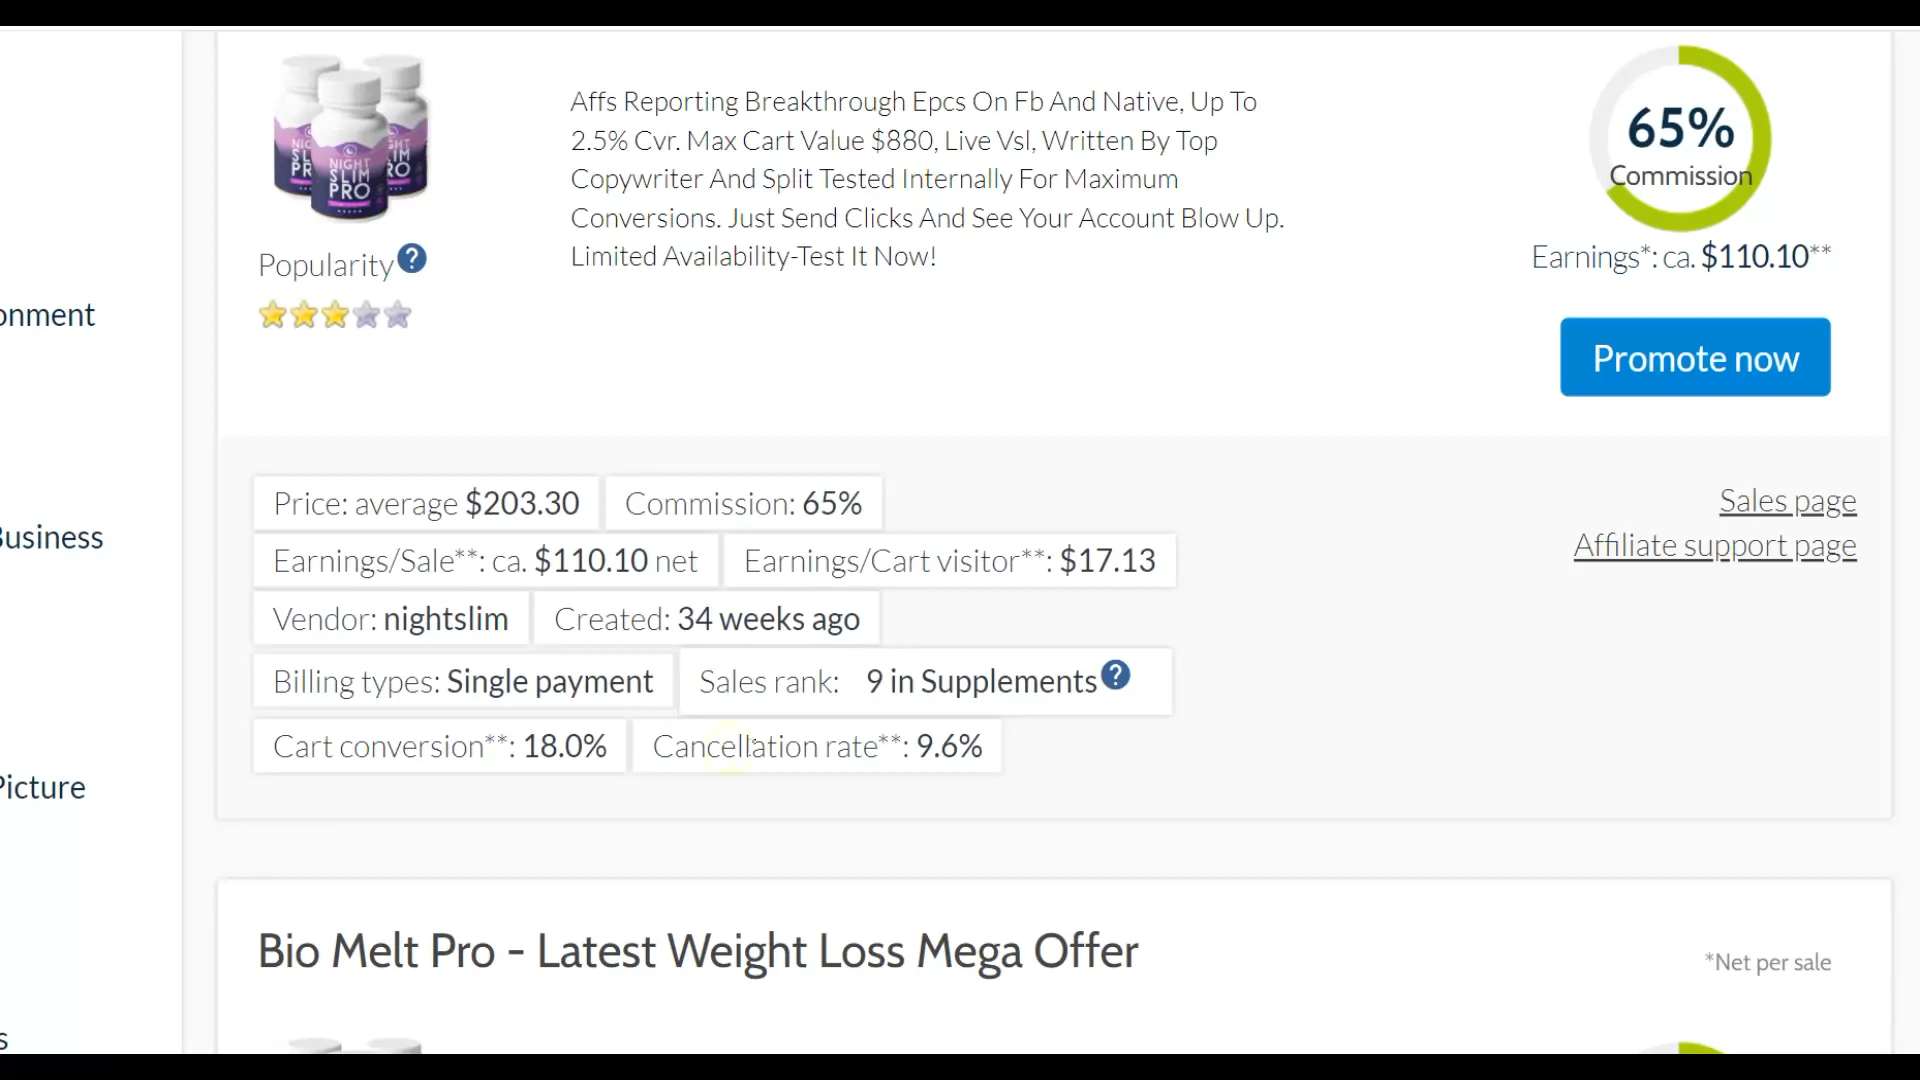 Affs Reporting Breakthrough Epcs On Fb And Native, Up To
2.5% Cvr. Max Cart Value $880, Live Vsl, Written By Top
Copywriter And Split Tested Internally For Maximum
Conversions. Just Send Clicks And See Your Account Blow Up.
Limited Availability-Test It Now!
NIGHT
SLIM
PRO
Popularity ?
65%
Commission
Earnings*: ca. $110.10**
Promote now
onment
Business
Picture
s
Price: average $203.30 Commission: 65%
Earnings/Sale**: ca. $110.10 net Earnings/Cart visitor**: $17.13
Vendor: nightslim Created: 34 weeks ago
Billing types: Single payment Sales rank: 9 in Supplements ?
Cart conversion**: 18.0% Cancellation rate**: 9.6%
Sales page
Affiliate support page
Bio Melt Pro - Latest Weight Loss Mega Offer
*Net per sale